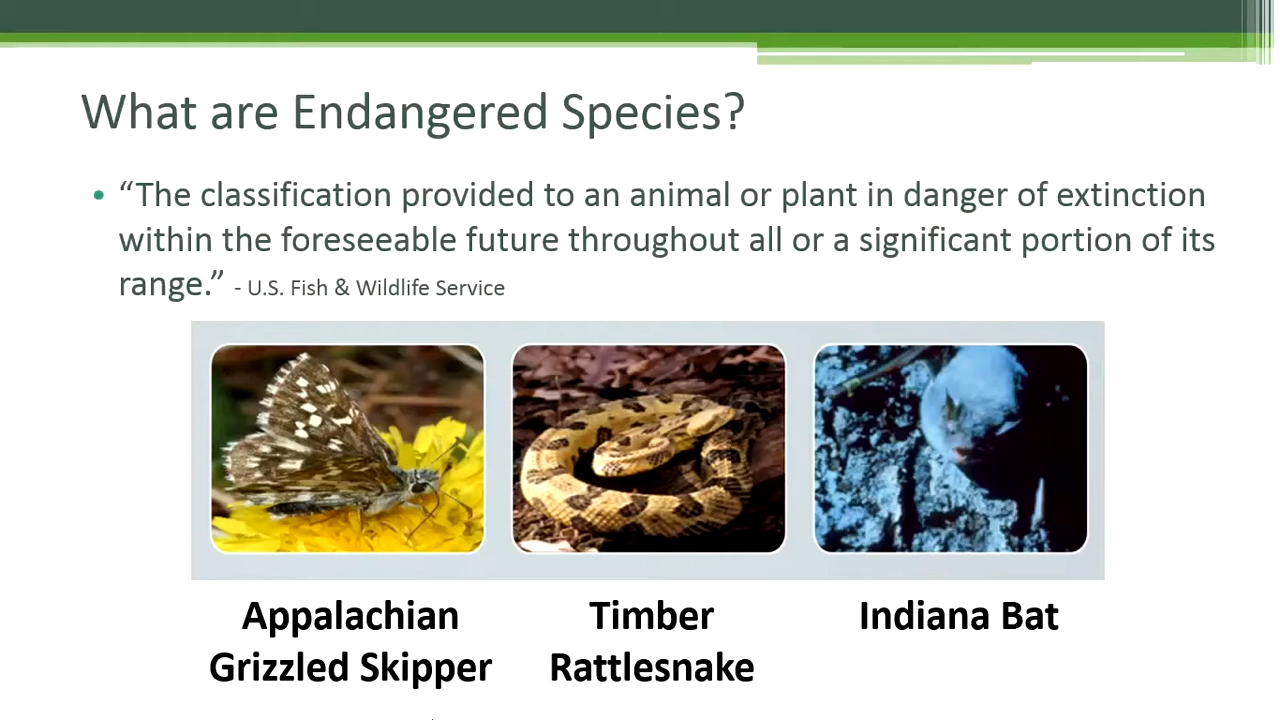 What are Endangered Species?
• “The classification provided to an animal or plant in danger of extinction
within the foreseeable future throughout all or a significant portion of its
range.” - U.S. Fish & Wildlife Service
Appalachian
Grizzled Skipper
Timber
Rattlesnake
Indiana Bat